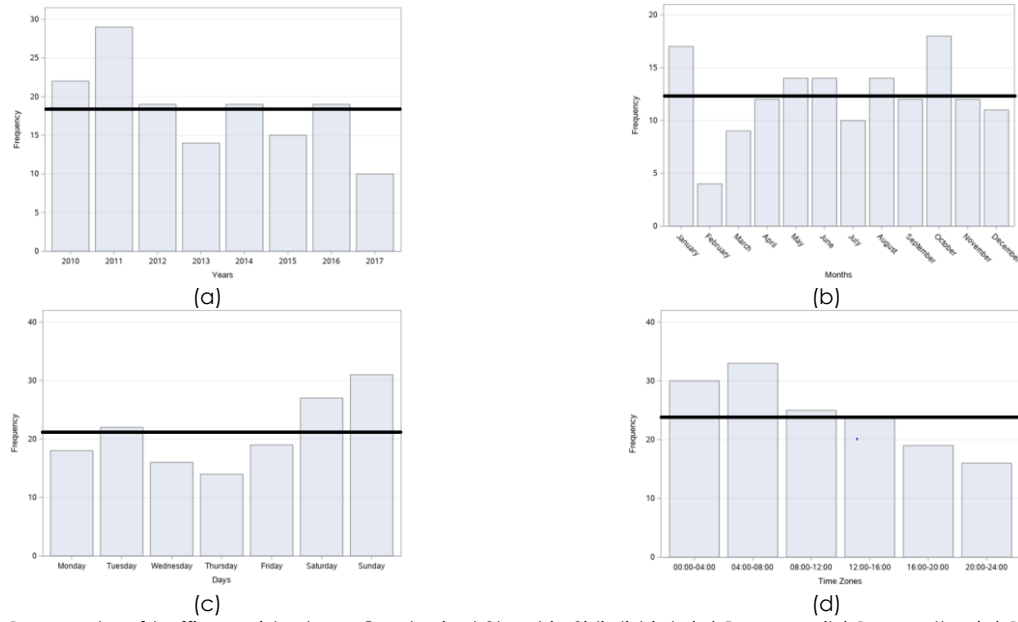 30
25
20
15
10
5
0
Frequency
2010 2011 2012 2013 2014 2015 2016 2017
Years
(a)
20
15
10
5
0
Frequency
January February March April May June July August September October November December
Months
(b)
40
30
20
10
0
Frequency
Monday Tuesday Wednesday Thursday Friday Saturday Sunday
Days
(c)
40
30
20
10
0
Frequency
00:00-04:00 04:00-08:00 08:00-12:00 12:00-16:00 16:00-20:00 20:00-24:00
Time Zones
(d)